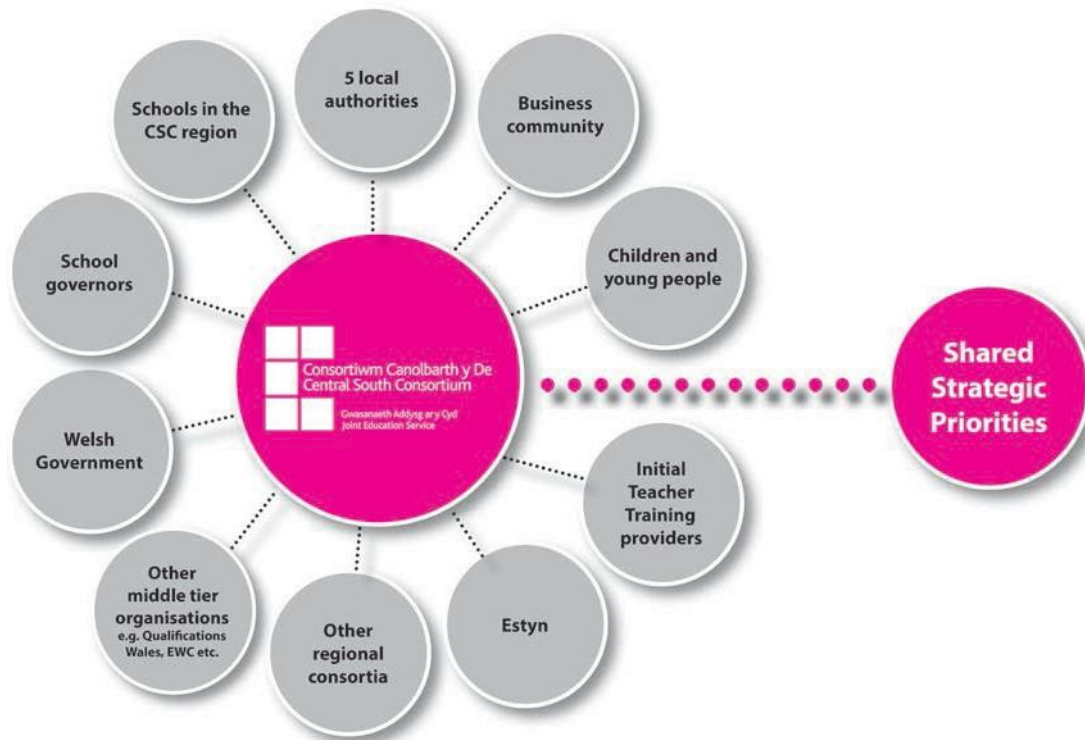 5 local
authorities
Business
community
Children and
young people
Initial
Teacher
Training
providers
Estyn
Other
regional
consortia
Other
middle tier
organisations
e.g. Qualifications
Wales, EWC etc.
Welsh
Government
School
governors
Schools in the
CSC region
Consortiwm Canolbarth y De
Central South Consortium
Gwasanaeth Addysg ar y Cyd
Joint Education Service
Shared
Strategic
Priorities